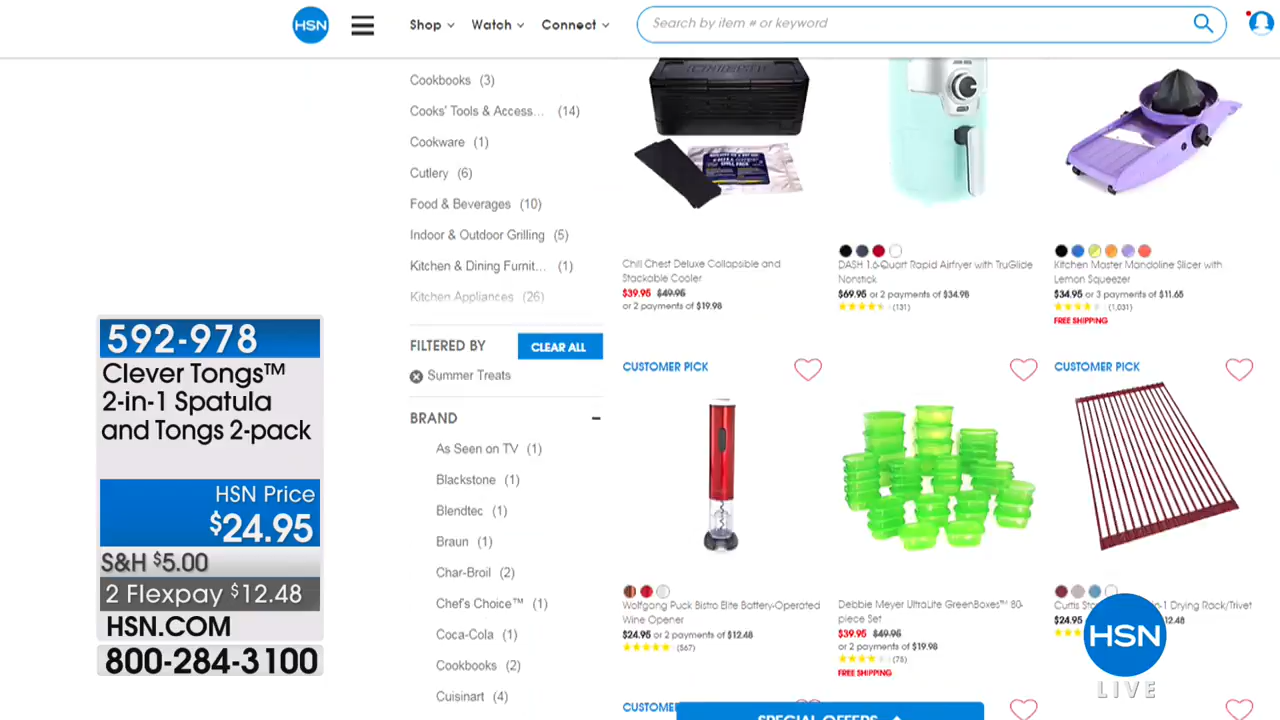 HSN
Shop
Watch
Connect
Search by item # or keyword
Cookbooks (3)
Cooks' Tools & Access... (14)
Cookware (1)
Cutlery (6)
Food & Beverages (10)
Indoor & Outdoor Grilling (5)
Kitchen & Dining Furnit... (1)
Kitchen Appliances (26)
FILTERED BY
CLEAR ALL
Summer Treats
BRAND
As Seen on TV (1)
Blackstone (1)
Blendtec (1)
Braun (1)
Char-Broil (2)
Chef's Choice™ (1)
Coca-Cola (1)
Cookbooks (2)
Cuisinart (4)
Chill Chest Deluxe Collapsible and
Stackable Cooler
$39.95 $49.95
or 2 payments of $19.98
DASH 1.6-Quart Rapid Airfryer with TruGlide
Nonstick
$69.95 or 2 payments of $34.98
(131)
Kitchen Master Mandoline Slicer with
Lemon Squeezer
$34.95 or 3 payments of $11.65
(1,031)
FREE SHIPPING
CUSTOMER PICK
CUSTOMER PICK
Wolfgang Puck Bistro Elite Battery-Operated
Wine Opener
$24.95 or 2 payments of $12.48
(567)
Debbie Meyer UltraLite GreenBoxes™ 80-
piece Set
$39.95 $49.95
or 2 payments of $19.98
(75)
FREE SHIPPING
Curtis -1 Drying Rack/Trivet
$24.95 12.48
CUSTOME
SPECIAL OFFERS
592-978
Clever Tongs™
2-in-1 Spatula
and Tongs 2-pack
HSN Price
$24.95
S&H $5.00
2 Flexpay $12.48
HSN.COM
800-284-3100
HSN
LIVE